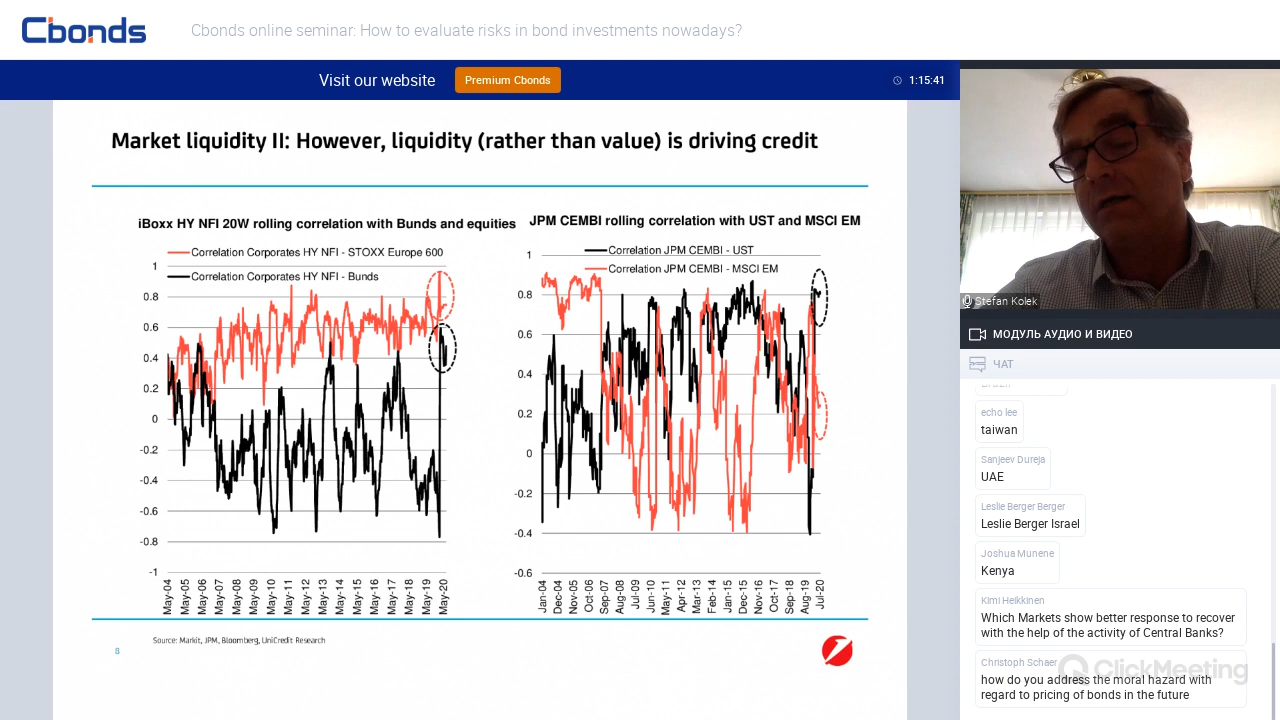 Cbonds
Cbonds online seminar: How to evaluate risks in bond investments nowadays?
Visit our website
Premium Cbonds
1:15:41
Market liquidity II: However, liquidity (rather than value) is driving credit
iBoxx HY NFI 20W rolling correlation with Bunds and equities
Correlation Corporates HY NFI - STOXX Europe 600
Correlation Corporates HY NFI - Bunds
1
0.8
0.6
0.4
0.2
0
-0.2
-0.4
-0.6
-0.8
-1
May-04
May-05
May-06
May-07
May-08
May-09
May-10
May-11
May-12
May-13
May-14
May-15
May-16
May-17
May-18
May-19
May-20
JPM CEMBI rolling correlation with UST and MSCI EM
Correlation JPM CEMBI - UST
Correlation JPM CEMBI - MSCI EM
1
0.8
0.6
0.4
0.2
0
-0.2
-0.4
-0.6
Jan-04
Dec-04
Nov-05
Oct-06
Sep-07
Aug-08
Jul-09
Jun-10
May-11
Apr-12
Mar-13
Feb-14
Jan-15
Dec-15
Nov-16
Oct-17
Sep-18
Aug-19
Jul-20
Source: Markit, JPM, Bloomberg, UniCredit Research
8
Stefan Kolek
МОДУЛЬ АУДИО И ВИДЕО
ЧАТ
echo lee
taiwan
Sanjeev Dureja
UAE
Leslie Berger Berger
Leslie Berger Israel
Joshua Munene
Kenya
Kimi Heikkinen
Which Markets show better response to recover
with the help of the activity of Central Banks?
Christoph Schaer
how do you address the moral hazard with
regard to pricing of bonds in the future
ClickMeeting